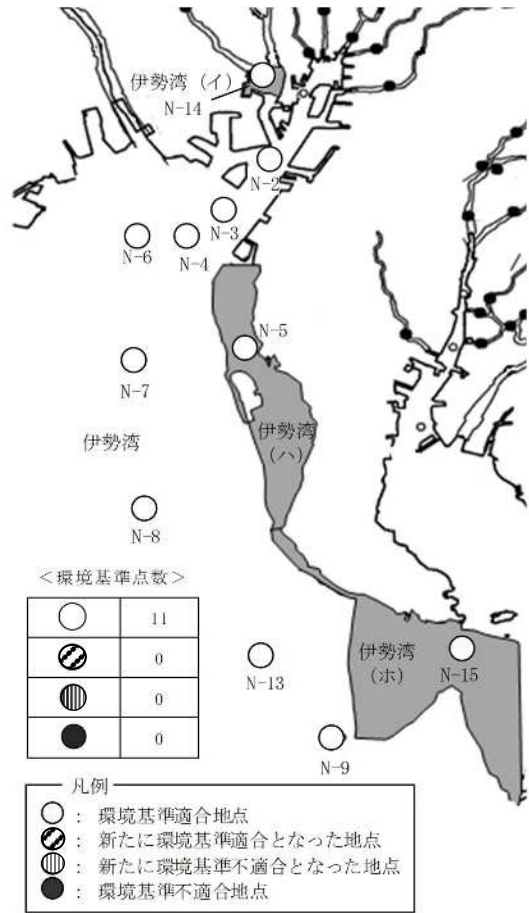 伊勢湾（イ）
N-14
N-2
N-3
N-6
N-4
N-5
N-7
伊勢湾
（ハ）
伊勢湾
N-8
＜環境基準点数＞
11
0
0
0
N-13
伊勢湾
（ホ）
N-15
N-9
凡例
： 環境基準適合地点
： 新たに環境基準適合となった地点
： 新たに環境基準不適合となった地点
： 環境基準不適合地点